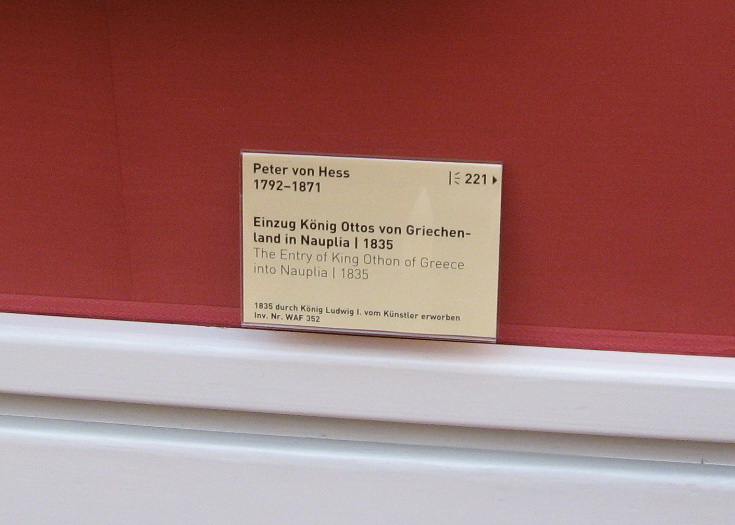 Peter von Hess
1792–1871
221
Einzug König Ottos von Griechen-
land in Nauplia | 1835
The Entry of King Othon of Greece
into Nauplia | 1835
1835 durch König Ludwig I. vom Künstler erworben
Inv. Nr. WAF 352